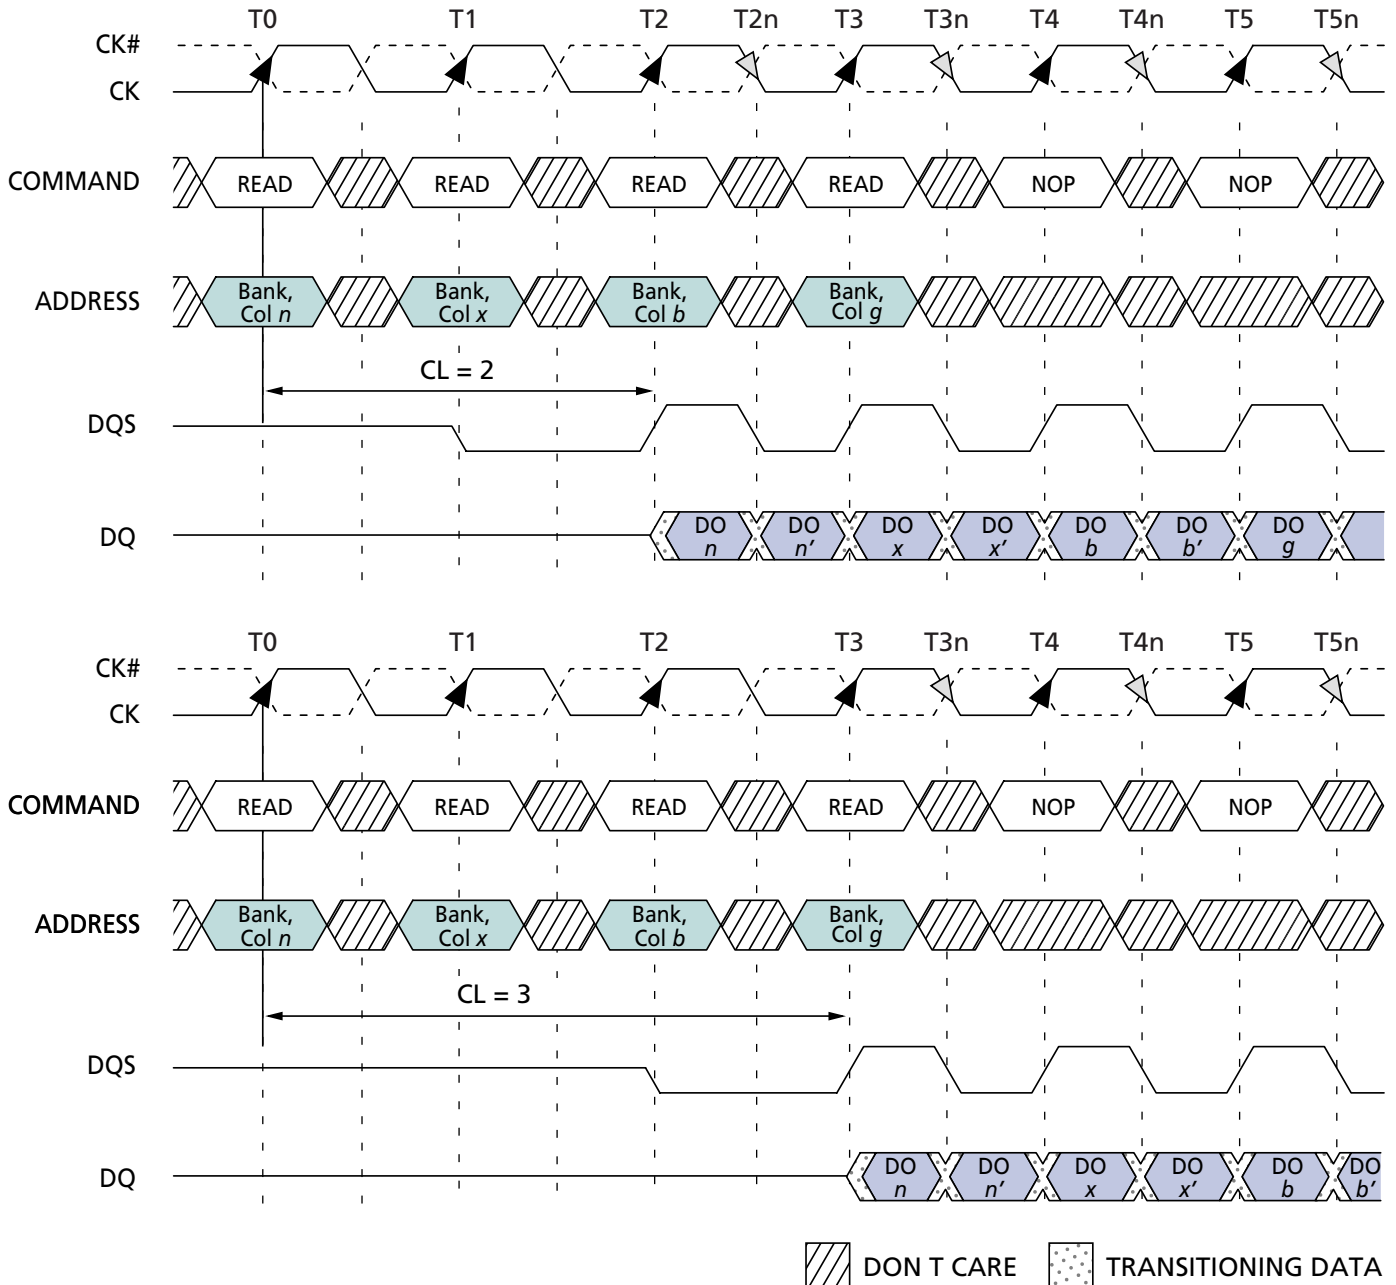 T0 T1 T2 T2n T3 T3n T4 T4n T5 T5n
CK#
CK
COMMAND READ READ READ READ NOP NOP
ADDRESS Bank, Col n Bank, Col x Bank, Col b Bank, Col g
CL = 2
DQS
DQ DO n DO n′ DO x DO x′ DO b DO b′ DO g
T0 T1 T2 T3 T3n T4 T4n T5 T5n
CK#
CK
COMMAND READ READ READ READ NOP NOP
ADDRESS Bank, Col n Bank, Col x Bank, Col b Bank, Col g
CL = 3
DQS
DQ DO n DO n′ DO x DO x′ DO b DO b′
DON T CARE TRANSITIONING DATA